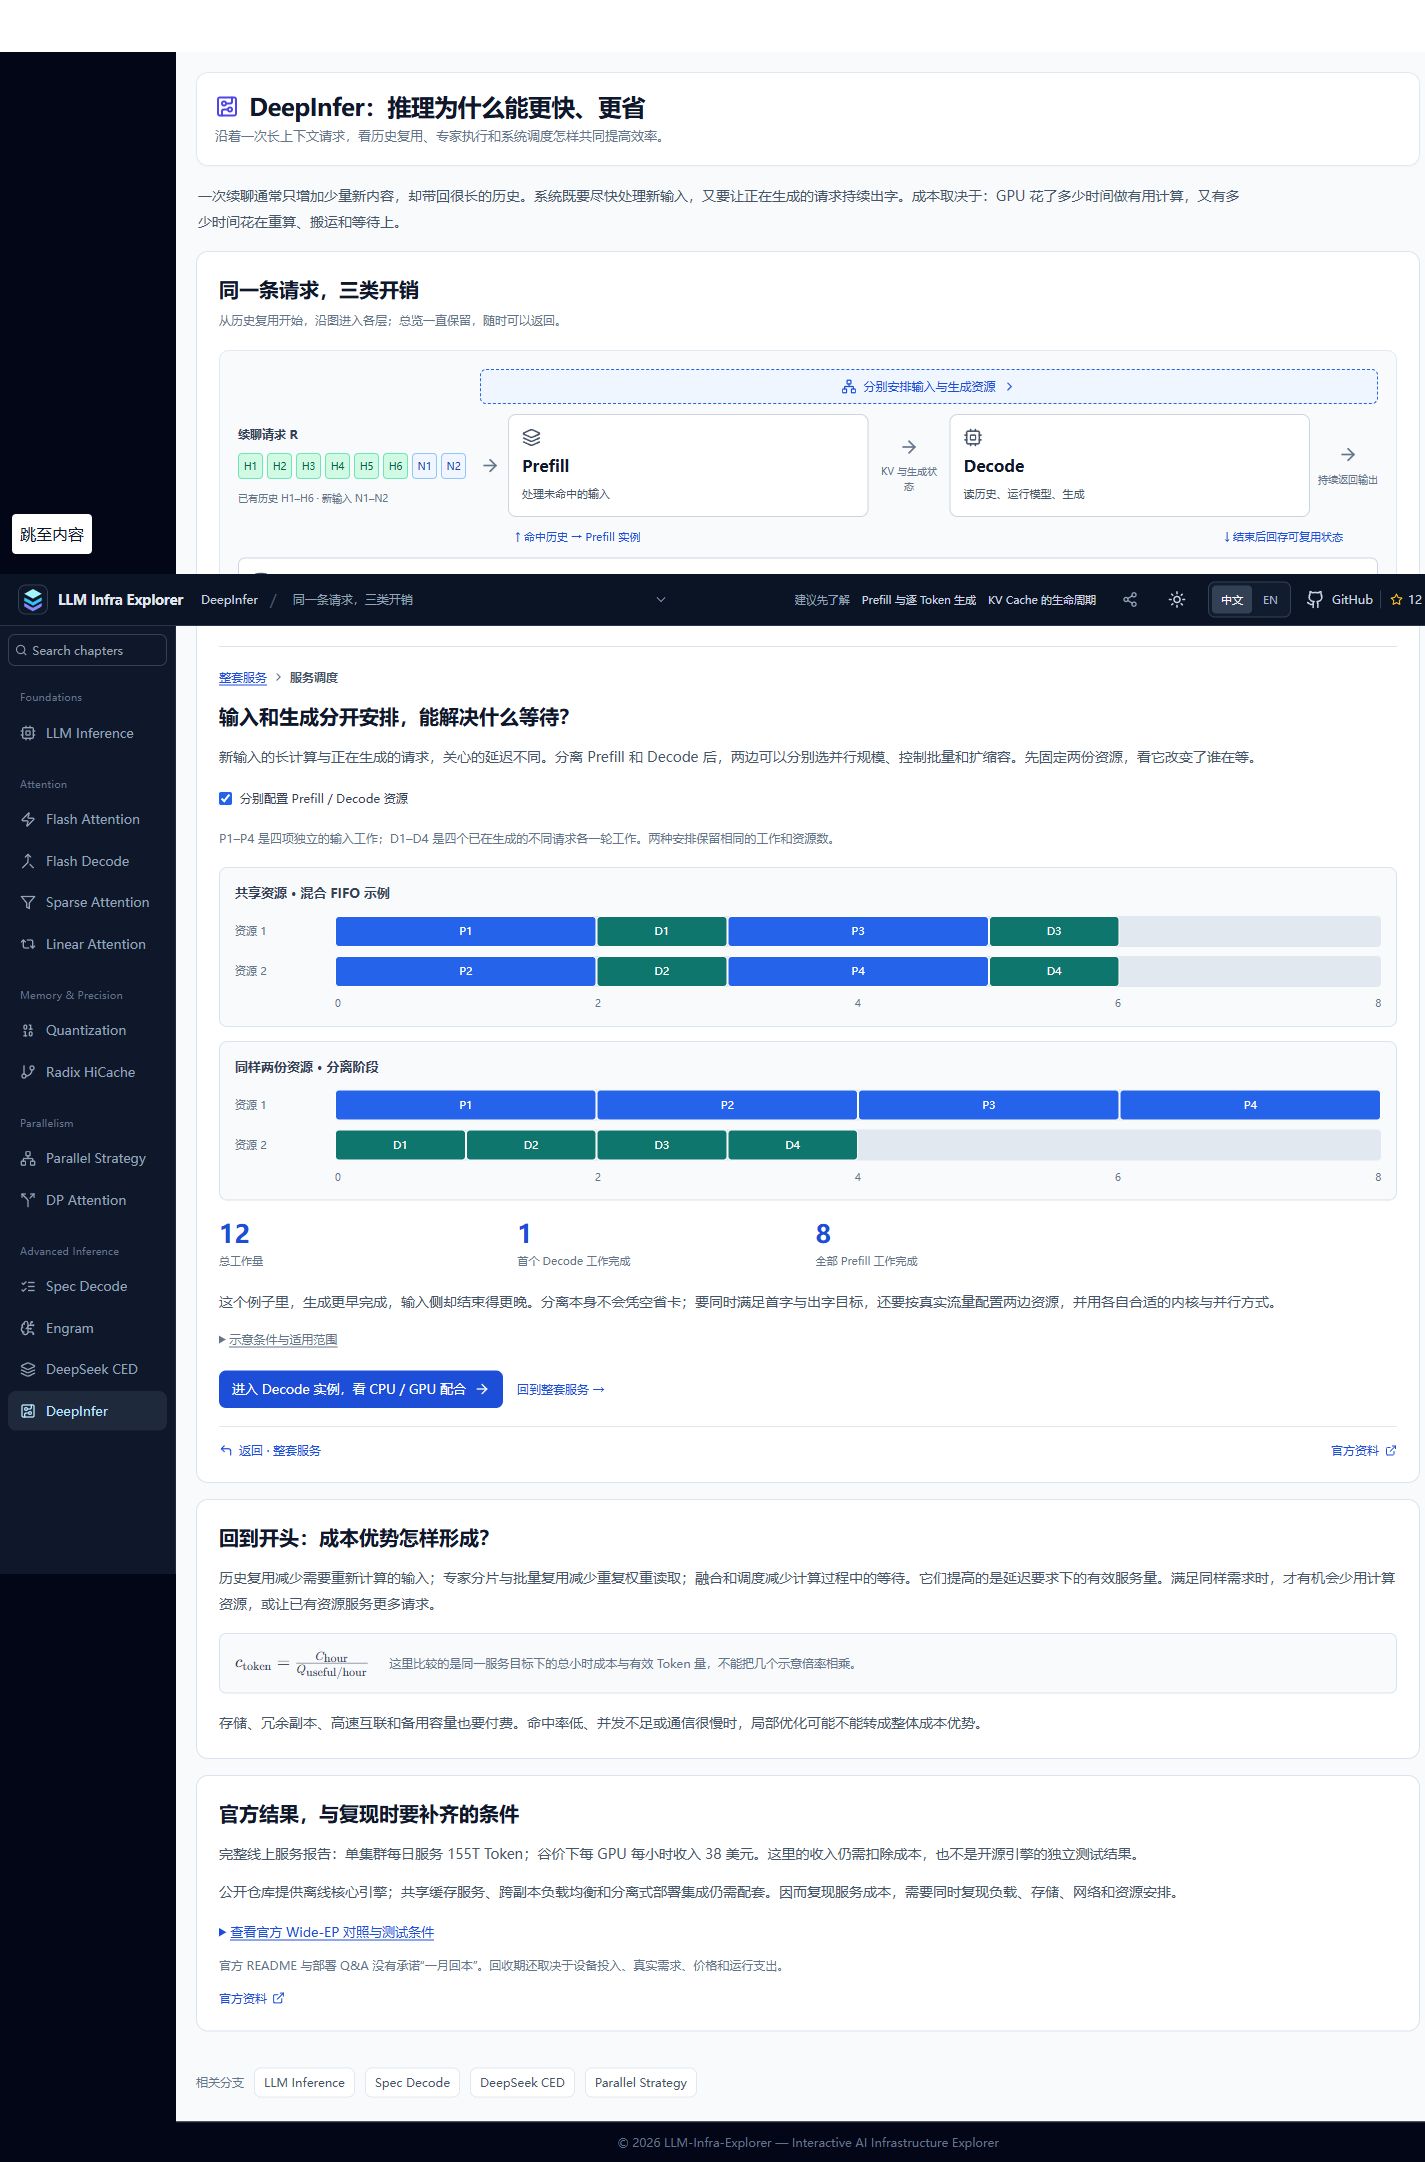 DeepInfer：推理为什么能更快、更省
沿着一次长上下文请求，看历史复用、专家执行和系统调度怎样共同提高效率。
一次续聊通常只增加少量新内容，却带回很长的历史。系统既要尽快处理新输入，又要让正在生成的请求持续出字。成本取决于：GPU 花了多少时间做有用计算，又有多
少时间花在重算、搬运和等待上。
同一条请求，三类开销
从历史复用开始，沿图进入各层；总览一直保留，随时可以返回。
分别安排输入与生成资源
续聊请求 R
H1 H2 H3 H4 H5 H6 N1 N2
已有历史 H1–H6 · 新输入 N1–N2
Prefill
处理未命中的输入
KV 与生成状
态
Decode
读历史、运行模型、生成
持续返回输出
↑ 命中历史 → Prefill 实例
↓ 结束后回存可复用状态
跳至内容
LLM Infra Explorer
DeepInfer / 同一条请求，三类开销
建议先了解 Prefill 与逐 Token 生成 KV Cache 的生命周期
中文 EN
GitHub
12
Search chapters
Foundations
LLM Inference
Attention
Flash Attention
Flash Decode
Sparse Attention
Linear Attention
Memory & Precision
Quantization
Radix HiCache
Parallelism
Parallel Strategy
DP Attention
Advanced Inference
Spec Decode
Engram
DeepSeek CED
DeepInfer
整套服务 > 服务调度
输入和生成分开安排，能解决什么等待？
新输入的长计算与正在生成的请求，关心的延迟不同。分离 Prefill 和 Decode 后，两边可以分别选并行规模、控制批量和扩缩容。先固定两份资源，看它改变了谁在等。
分别配置 Prefill / Decode 资源
P1–P4 是四项独立的输入工作；D1–D4 是四个已在生成的不同请求各一轮工作。两种安排保留相同的工作和资源数。
共享资源 • 混合 FIFO 示例
资源 1 P1 D1 P3 D3
资源 2 P2 D2 P4 D4
0 2 4 6 8
同样两份资源 • 分离阶段
资源 1 P1 P2 P3 P4
资源 2 D1 D2 D3 D4
0 2 4 6 8
12 1 8
总工作量 首个 Decode 工作完成 全部 Prefill 工作完成
这个例子里，生成更早完成，输入侧却结束得更晚。分离本身不会凭空省卡；要同时满足首字与出字目标，还要按真实流量配置两边资源，并用各自合适的内核与并行方式。
示意条件与适用范围
进入 Decode 实例，看 CPU / GPU 配合 →
回到整套服务 →
返回 · 整套服务
官方资料
回到开头：成本优势怎样形成？
历史复用减少需要重新计算的输入；专家分片与批量复用减少重复权重读取；融合和调度减少计算过程中的等待。它们提高的是延迟要求下的有效服务量。满足同样需求时，才有机会少用计算
资源，或让已有资源服务更多请求。
c_token = C_hour / Q_useful/hour 这里比较的是同一服务目标下的总小时成本与有效 Token 量，不能把几个示意倍率相乘。
存储、冗余副本、高速互联和备用容量也要付费。命中率低、并发不足或通信很慢时，局部优化可能不能转成整体成本优势。
官方结果，与复现时要补齐的条件
完整线上服务报告：单集群每日服务 155T Token；谷价下每 GPU 每小时收入 38 美元。这里的收入仍需扣除成本，也不是开源引擎的独立测试结果。
公开仓库提供离线核心引擎；共享缓存服务、跨副本负载均衡和分离式部署集成仍需配套。因而复现服务成本，需要同时复现负载、存储、网络和资源安排。
查看官方 Wide-EP 对照与测试条件
官方 README 与部署 Q&A 没有承诺“一月回本”。回收期还取决于设备投入、真实需求、价格和运行支出。
官方资料
相关分支 LLM Inference Spec Decode DeepSeek CED Parallel Strategy
© 2026 LLM-Infra-Explorer — Interactive AI Infrastructure Explorer